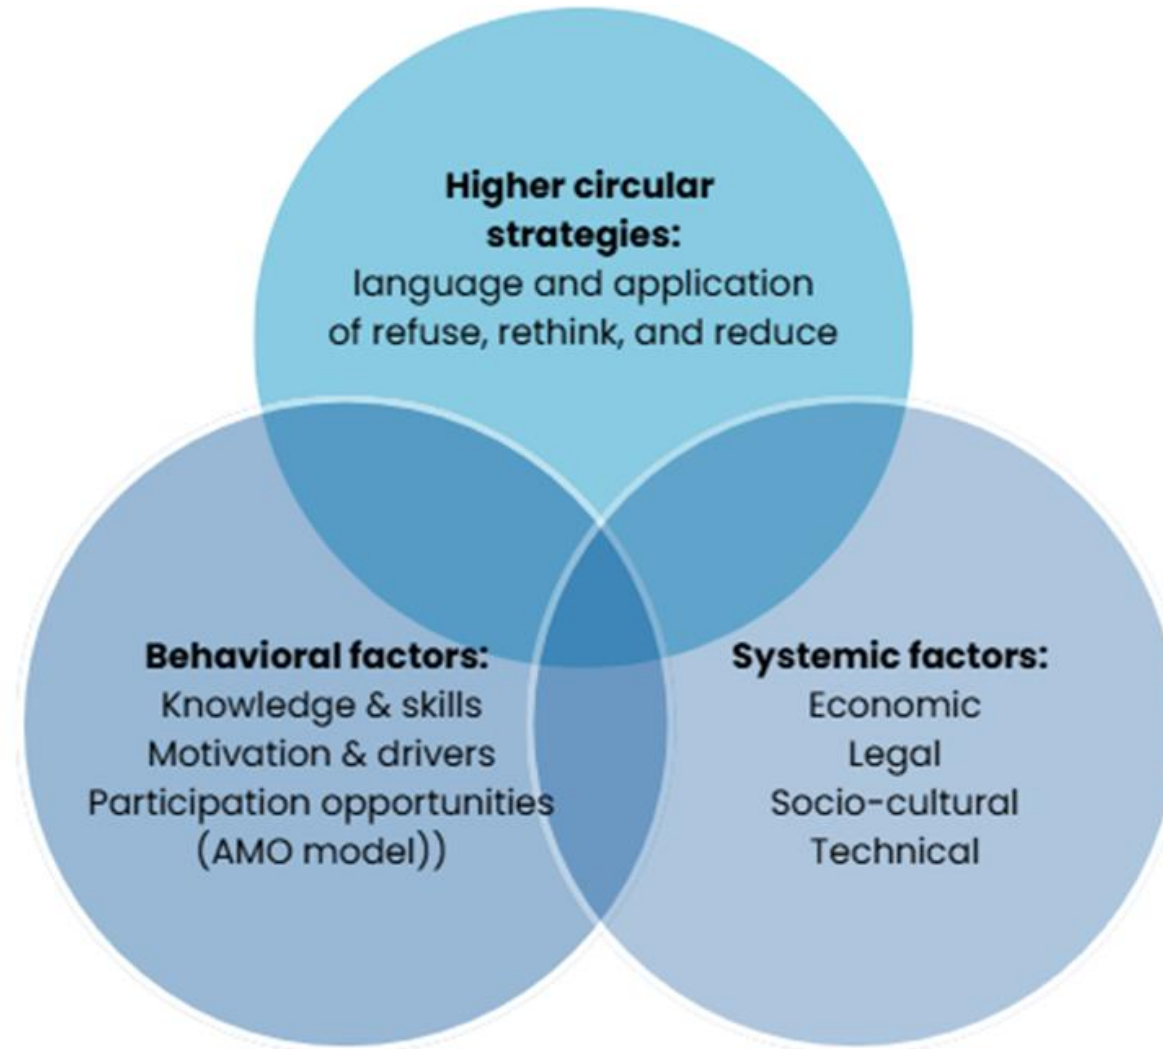 Higher circular
strategies:
language and application
of refuse, rethink, and reduce
Behavioral factors:
Knowledge & skills
Motivation & drivers
Participation opportunities
(AMO model))
Systemic factors:
Economic
Legal
Socio-cultural
Technical